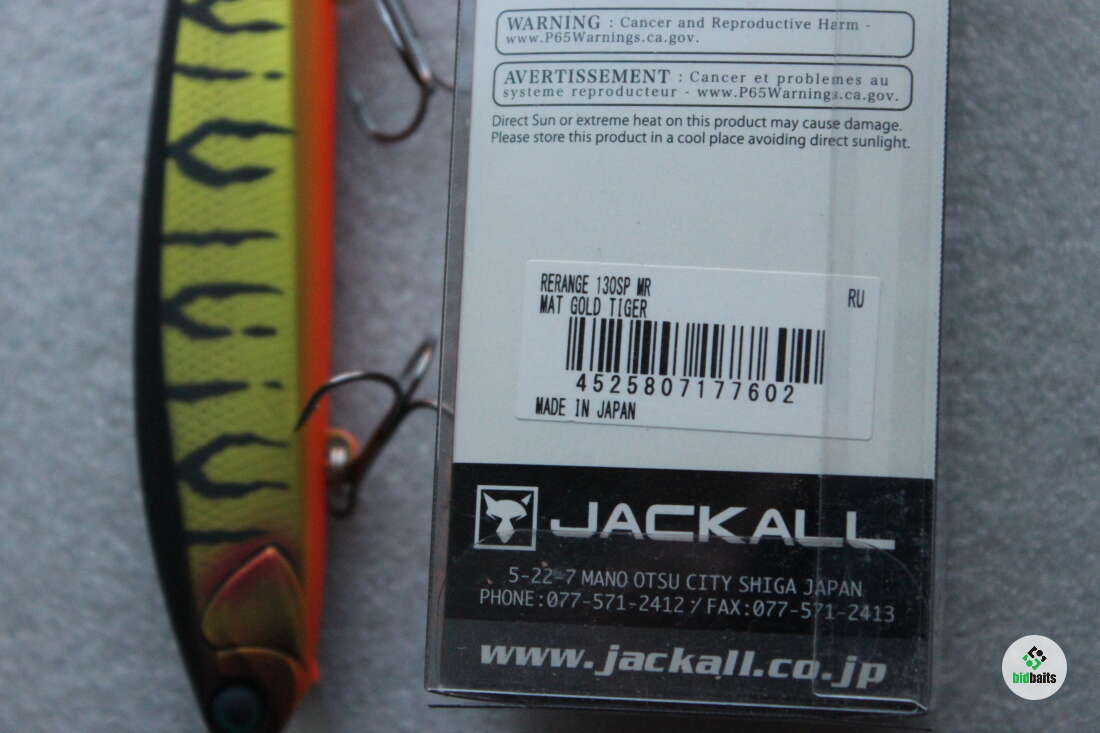 WARNING : Cancer and Reproductive Harm -
www.P65Warnings.ca.gov.
AVERTISSEMENT : Cancer et problemes au
systeme reproducteur - www.P65Warnings.ca.gov.
Direct Sun or extreme heat on this product may cause damage.
Please store this product in a cool place avoiding direct sunlight.
RERANGE 130SP MR
RU
MAT GOLD TIGER
4525807177602
MADE IN JAPAN
JACKALL
5-22-7 MANO OTSU CITY SHIGA JAPAN
PHONE:077-571-2412/FAX:077-571-2413
www.jackall.co.jp
bidbaits